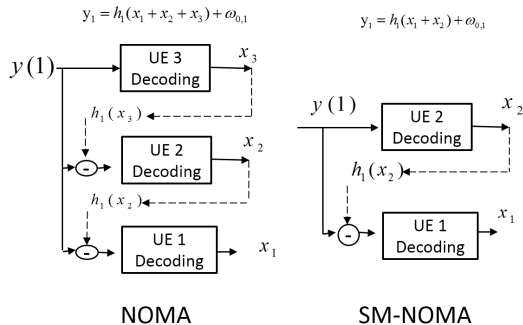 y₁ = h₁(x₁ + x₂ + x₃) + ω₀,₁
y(1)
UE 3
Decoding
x₃
h₁(x₃)
-
UE 2
Decoding
x₂
h₁(x₂)
-
UE 1
Decoding
x₁
NOMA
y₁ = h₁(x₁ + x₂) + ω₀,₁
y(1)
UE 2
Decoding
x₂
h₁(x₂)
-
UE 1
Decoding
x₁
SM-NOMA